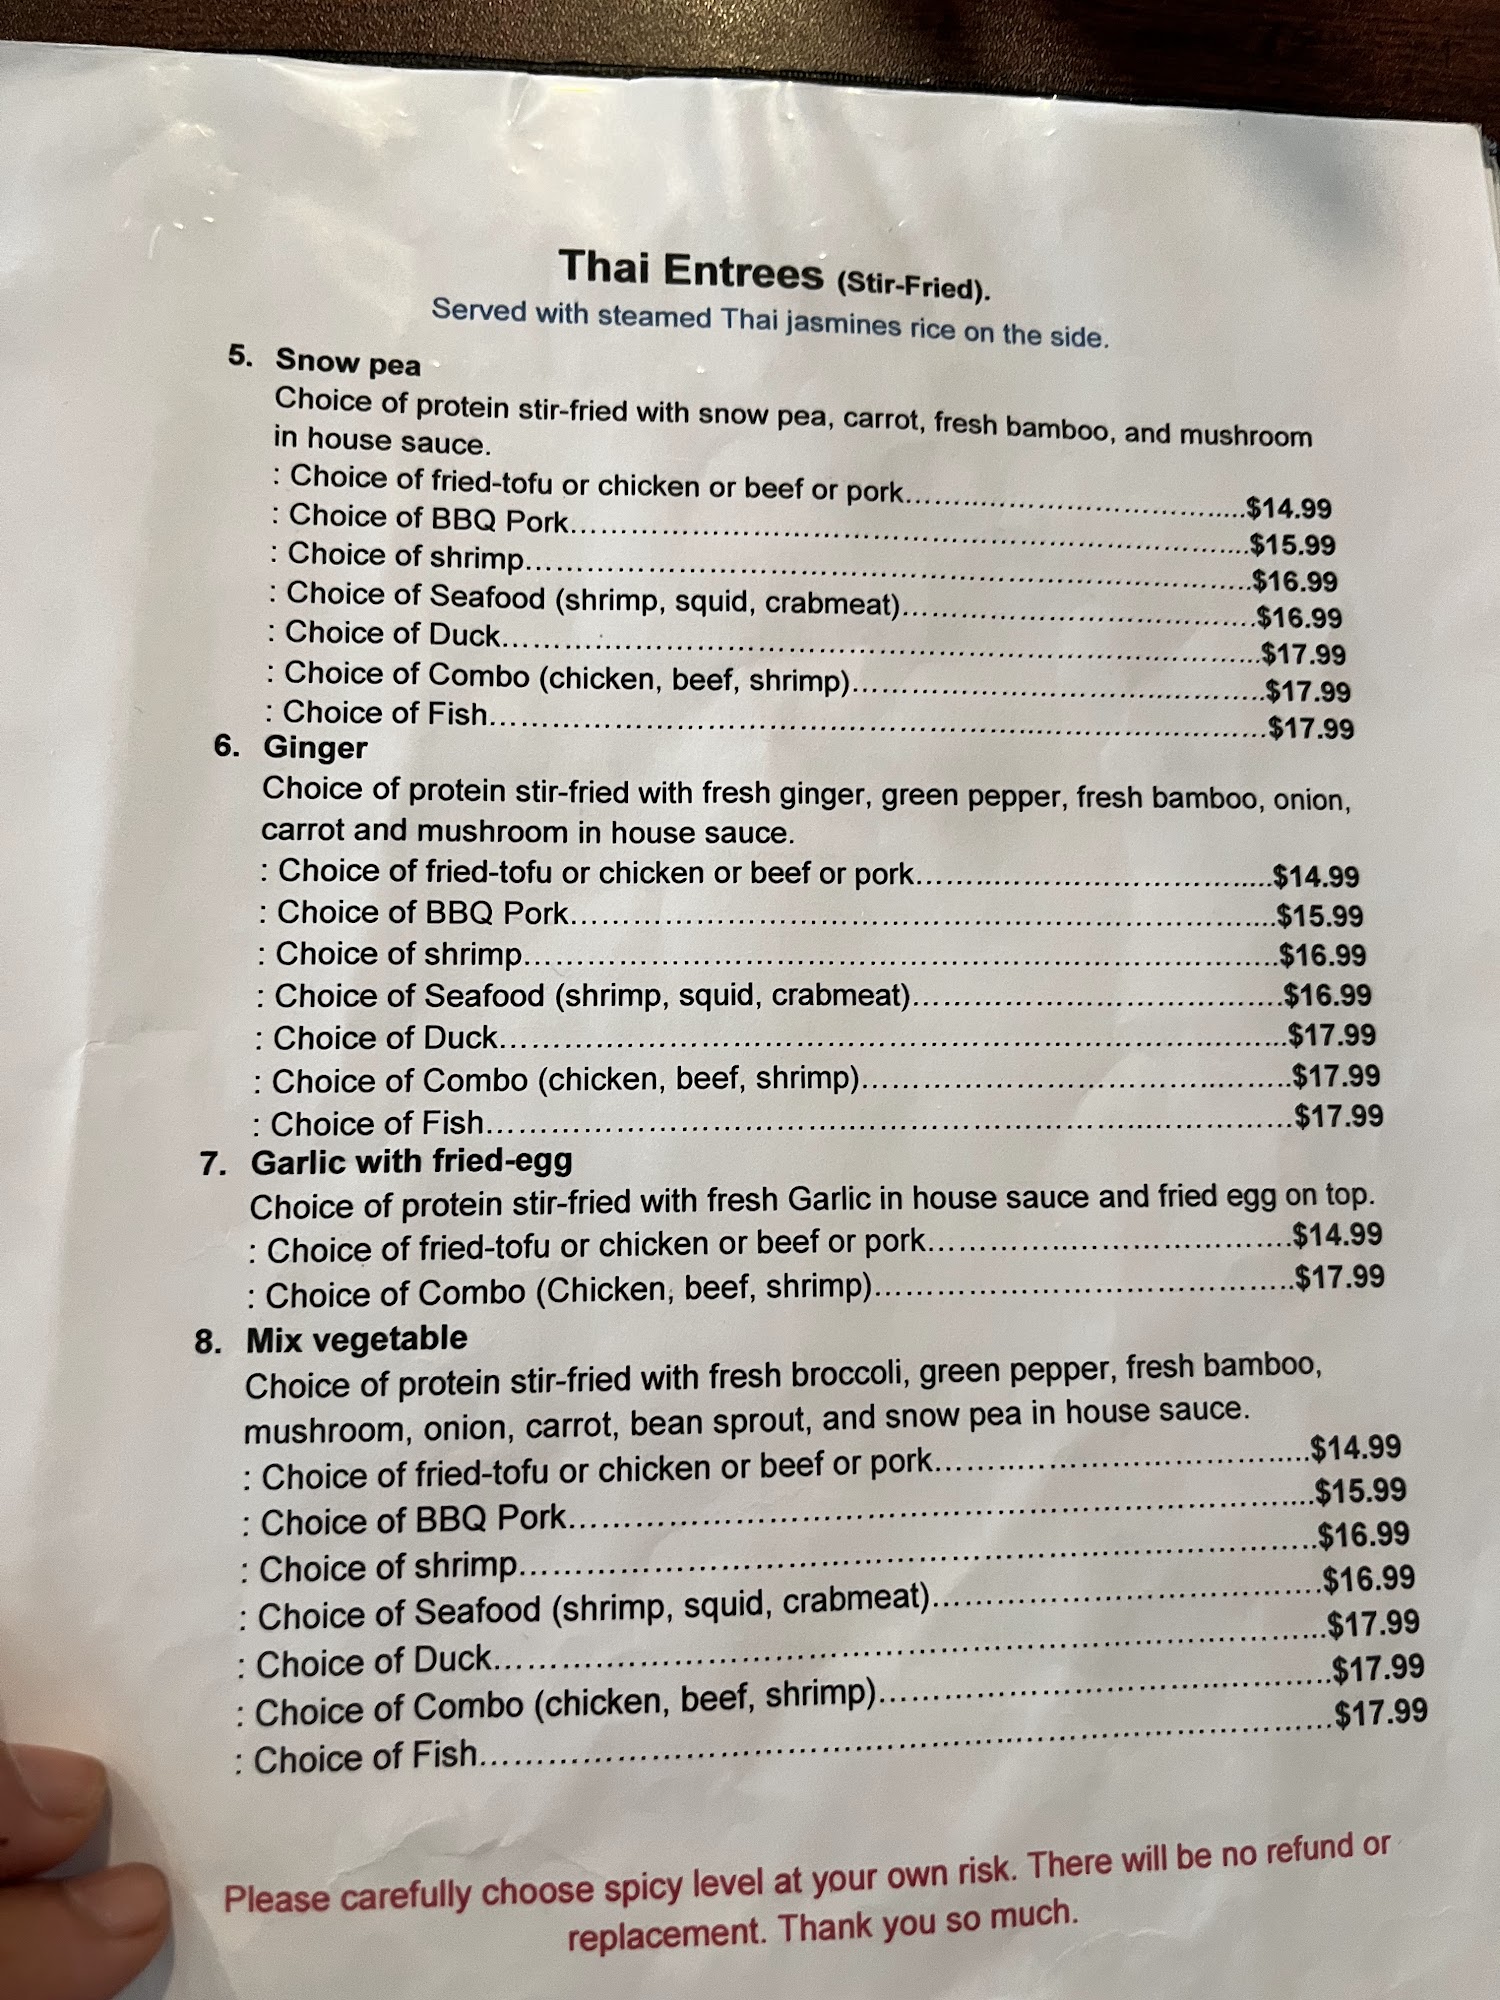 Thai Entrees (Stir-Fried).
Served with steamed Thai jasmines rice on the side.
5. Snow pea
Choice of protein stir-fried with snow pea, carrot, fresh bamboo, and mushroom
in house sauce.
: Choice of fried-tofu or chicken or beef or pork..............................$14.99
: Choice of BBQ Pork..............................$15.99
: Choice of shrimp..............................$16.99
: Choice of Seafood (shrimp, squid, crabmeat)..............................$16.99
: Choice of Duck..............................$17.99
: Choice of Combo (chicken, beef, shrimp)..............................$17.99
: Choice of Fish..............................$17.99
6. Ginger
Choice of protein stir-fried with fresh ginger, green pepper, fresh bamboo, onion,
carrot and mushroom in house sauce.
: Choice of fried-tofu or chicken or beef or pork..............................$14.99
: Choice of BBQ Pork..............................$15.99
: Choice of shrimp..............................$16.99
: Choice of Seafood (shrimp, squid, crabmeat)..............................$16.99
: Choice of Duck..............................$17.99
: Choice of Combo (chicken, beef, shrimp)..............................$17.99
: Choice of Fish..............................$17.99
7. Garlic with fried-egg
Choice of protein stir-fried with fresh Garlic in house sauce and fried egg on top.
: Choice of fried-tofu or chicken or beef or pork..............................$14.99
: Choice of Combo (Chicken, beef, shrimp)..............................$17.99
8. Mix vegetable
Choice of protein stir-fried with fresh broccoli, green pepper, fresh bamboo,
mushroom, onion, carrot, bean sprout, and snow pea in house sauce.
: Choice of fried-tofu or chicken or beef or pork..............................$14.99
: Choice of BBQ Pork..............................$15.99
: Choice of shrimp..............................$16.99
: Choice of Seafood (shrimp, squid, crabmeat)..............................$16.99
: Choice of Duck..............................$17.99
: Choice of Combo (chicken, beef, shrimp)..............................$17.99
: Choice of Fish..............................$17.99
Please carefully choose spicy level at your own risk. There will be no refund or
replacement. Thank you so much.